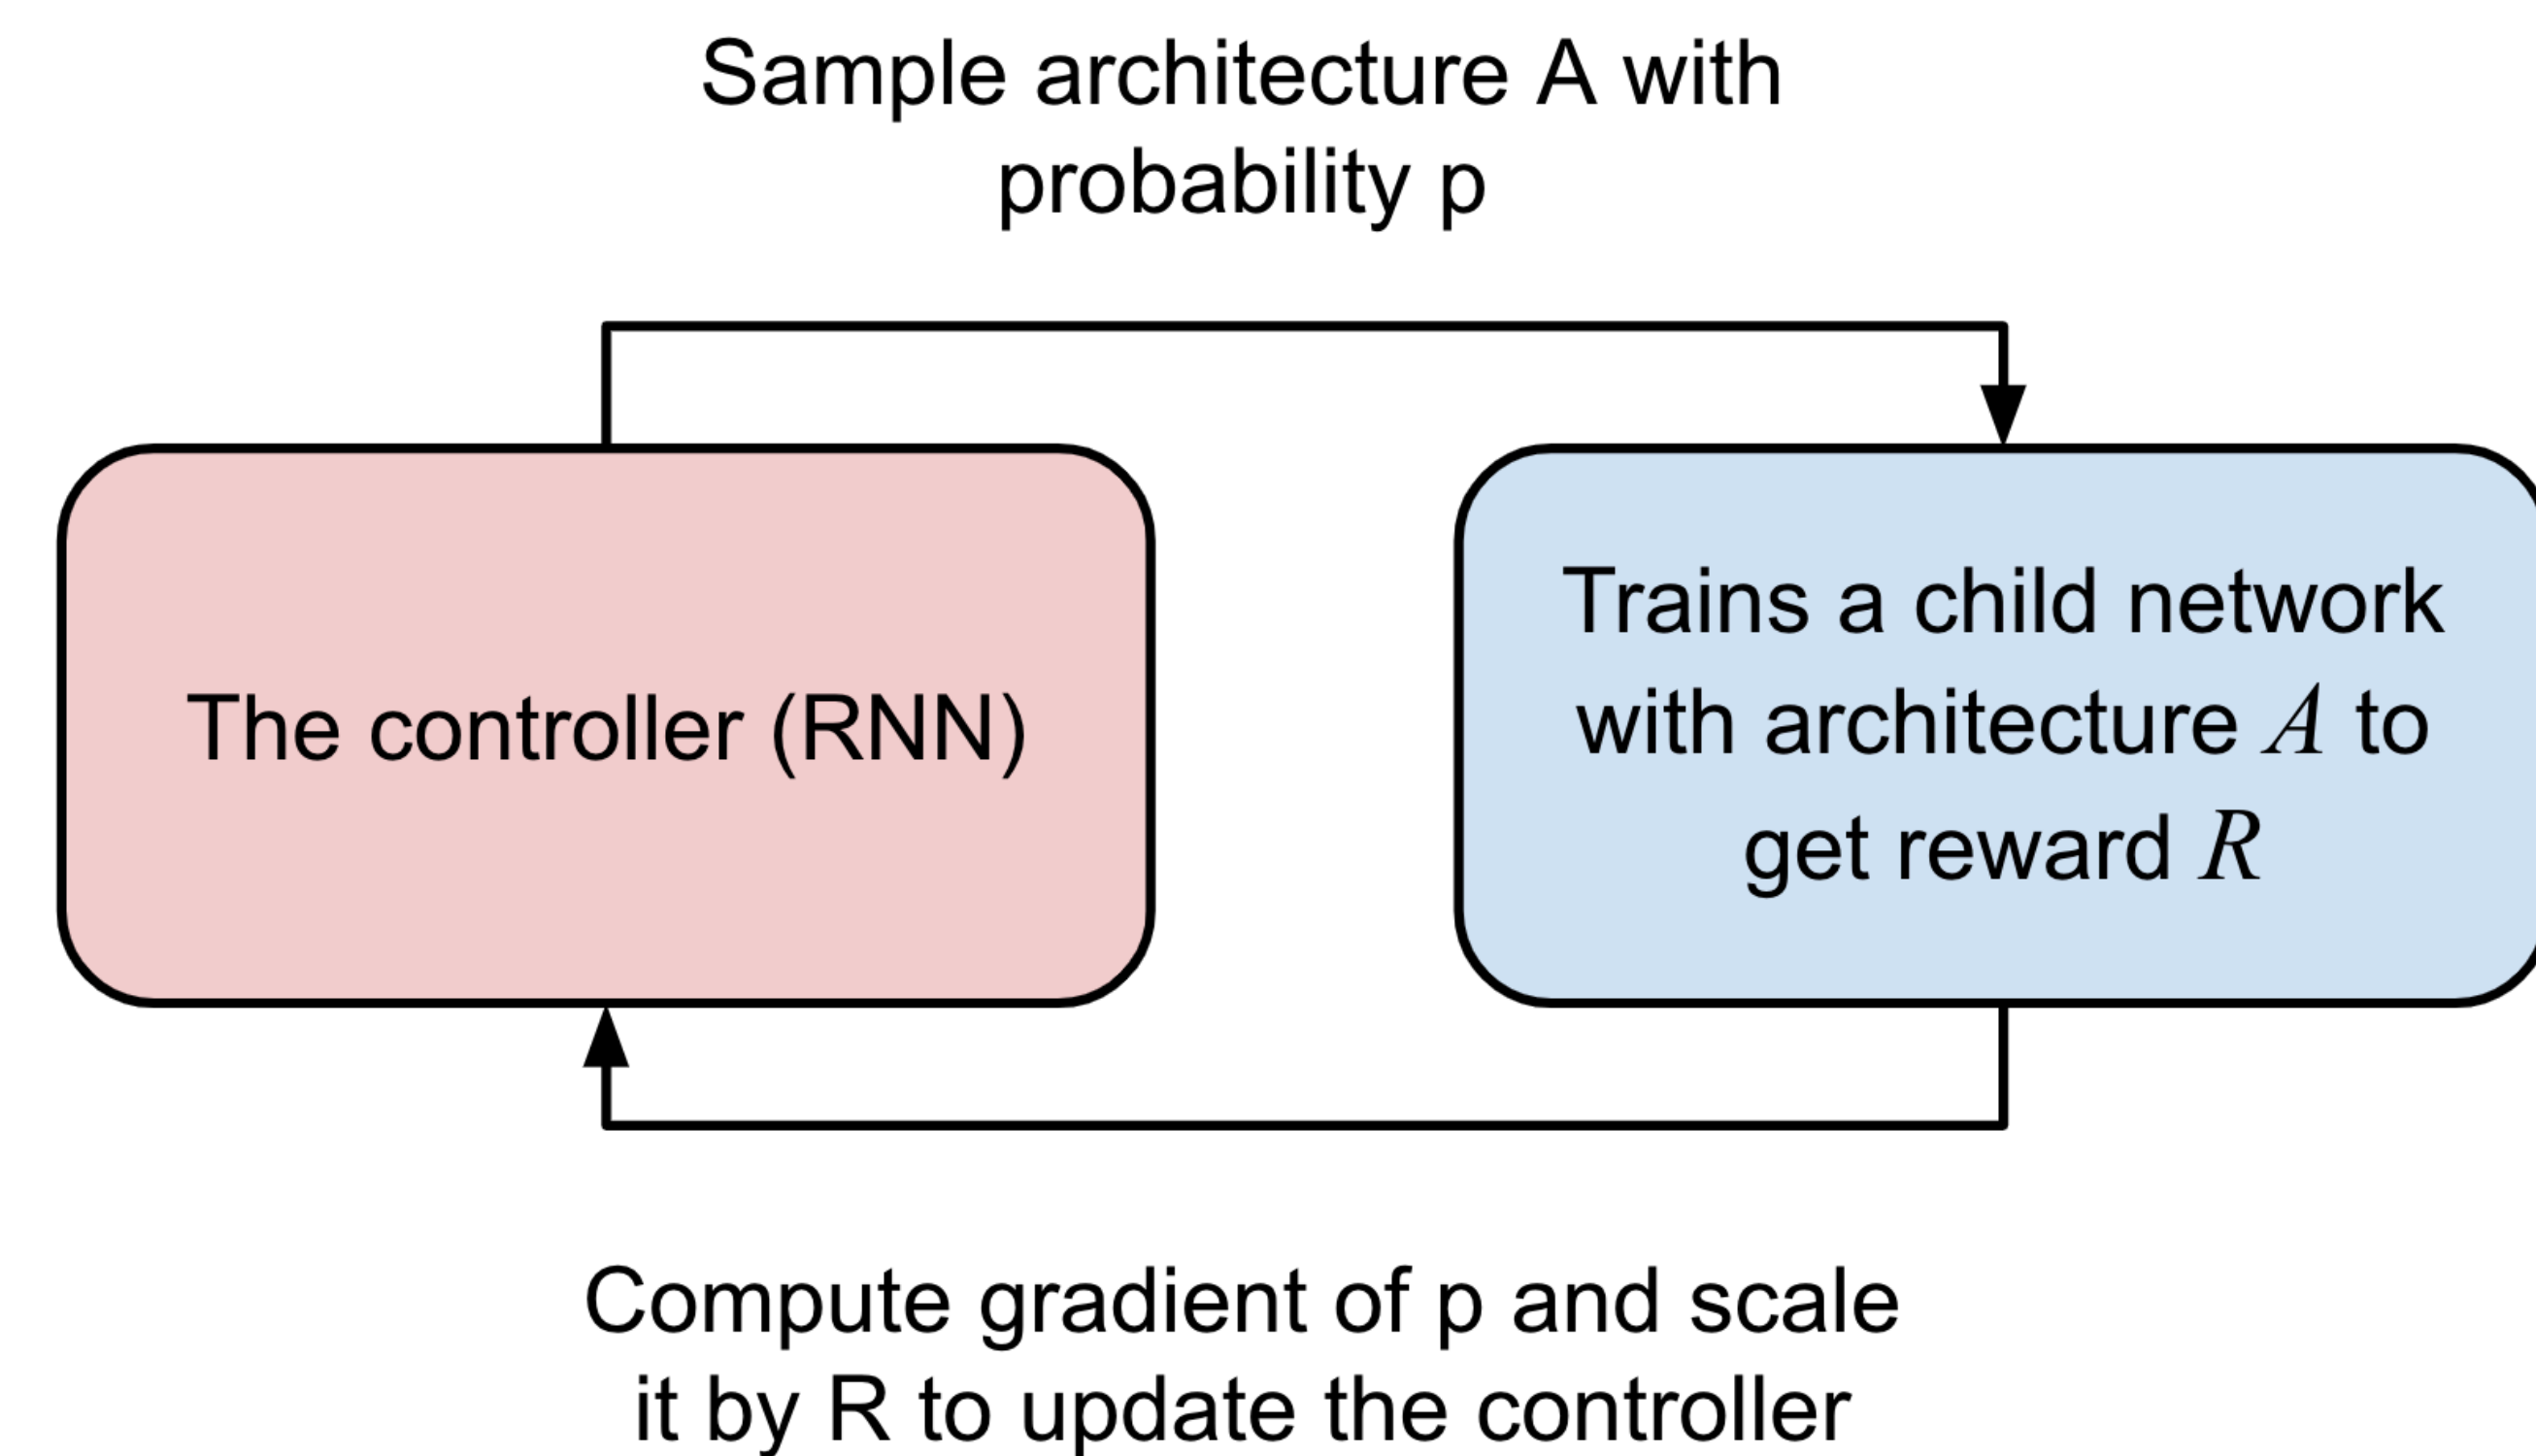 Sample architecture A with
probability p
The controller (RNN)
Trains a child network
with architecture A to
get reward R
Compute gradient of p and scale
it by R to update the controller